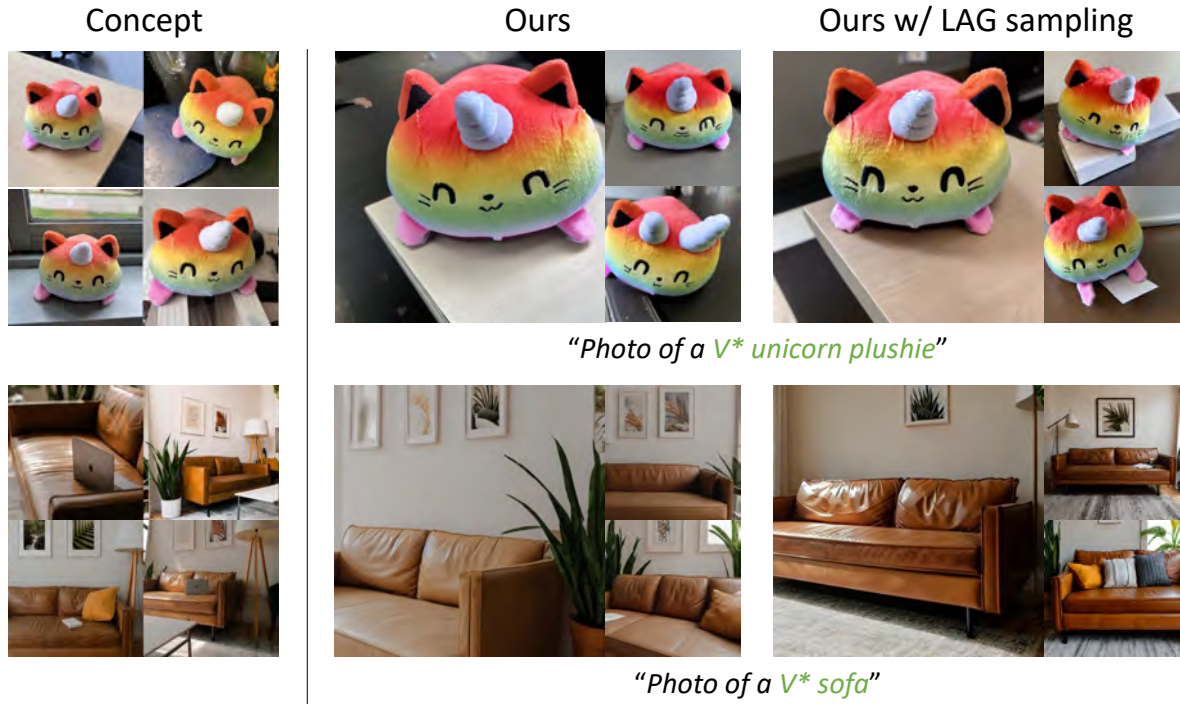 Concept
Ours
Ours w/ LAG sampling
“Photo of a V* unicorn plushie”
“Photo of a V* sofa”